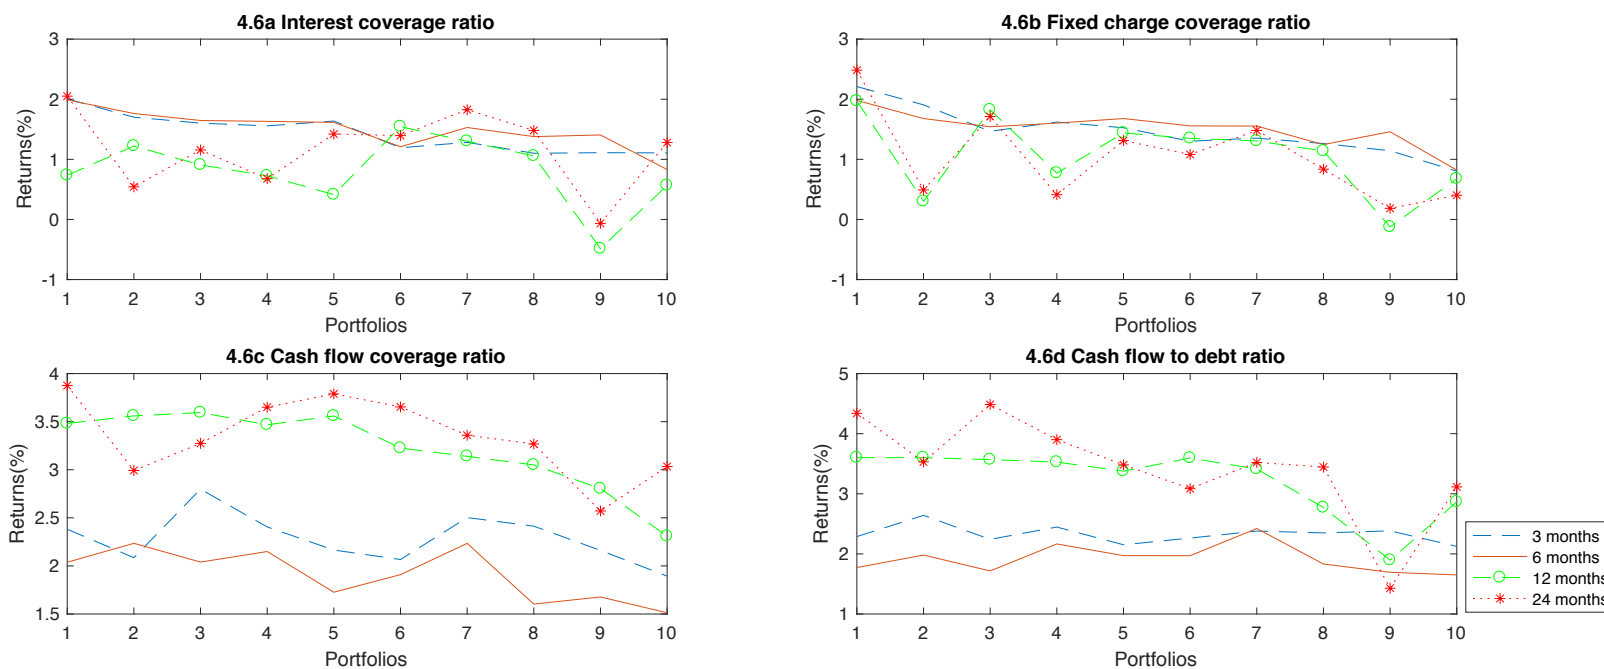 4.6a Interest coverage ratio
3
2
1
0
-1
Returns(%)
1 2 3 4 5 6 7 8 9 10
Portfolios
4.6b Fixed charge coverage ratio
3
2
1
0
-1
Returns(%)
1 2 3 4 5 6 7 8 9 10
Portfolios
4.6c Cash flow coverage ratio
4
3.5
3
2.5
2
1.5
Returns(%)
1 2 3 4 5 6 7 8 9 10
Portfolios
4.6d Cash flow to debt ratio
5
4
3
2
1
Returns(%)
1 2 3 4 5 6 7 8 9 10
Portfolios
3 months
6 months
12 months
24 months